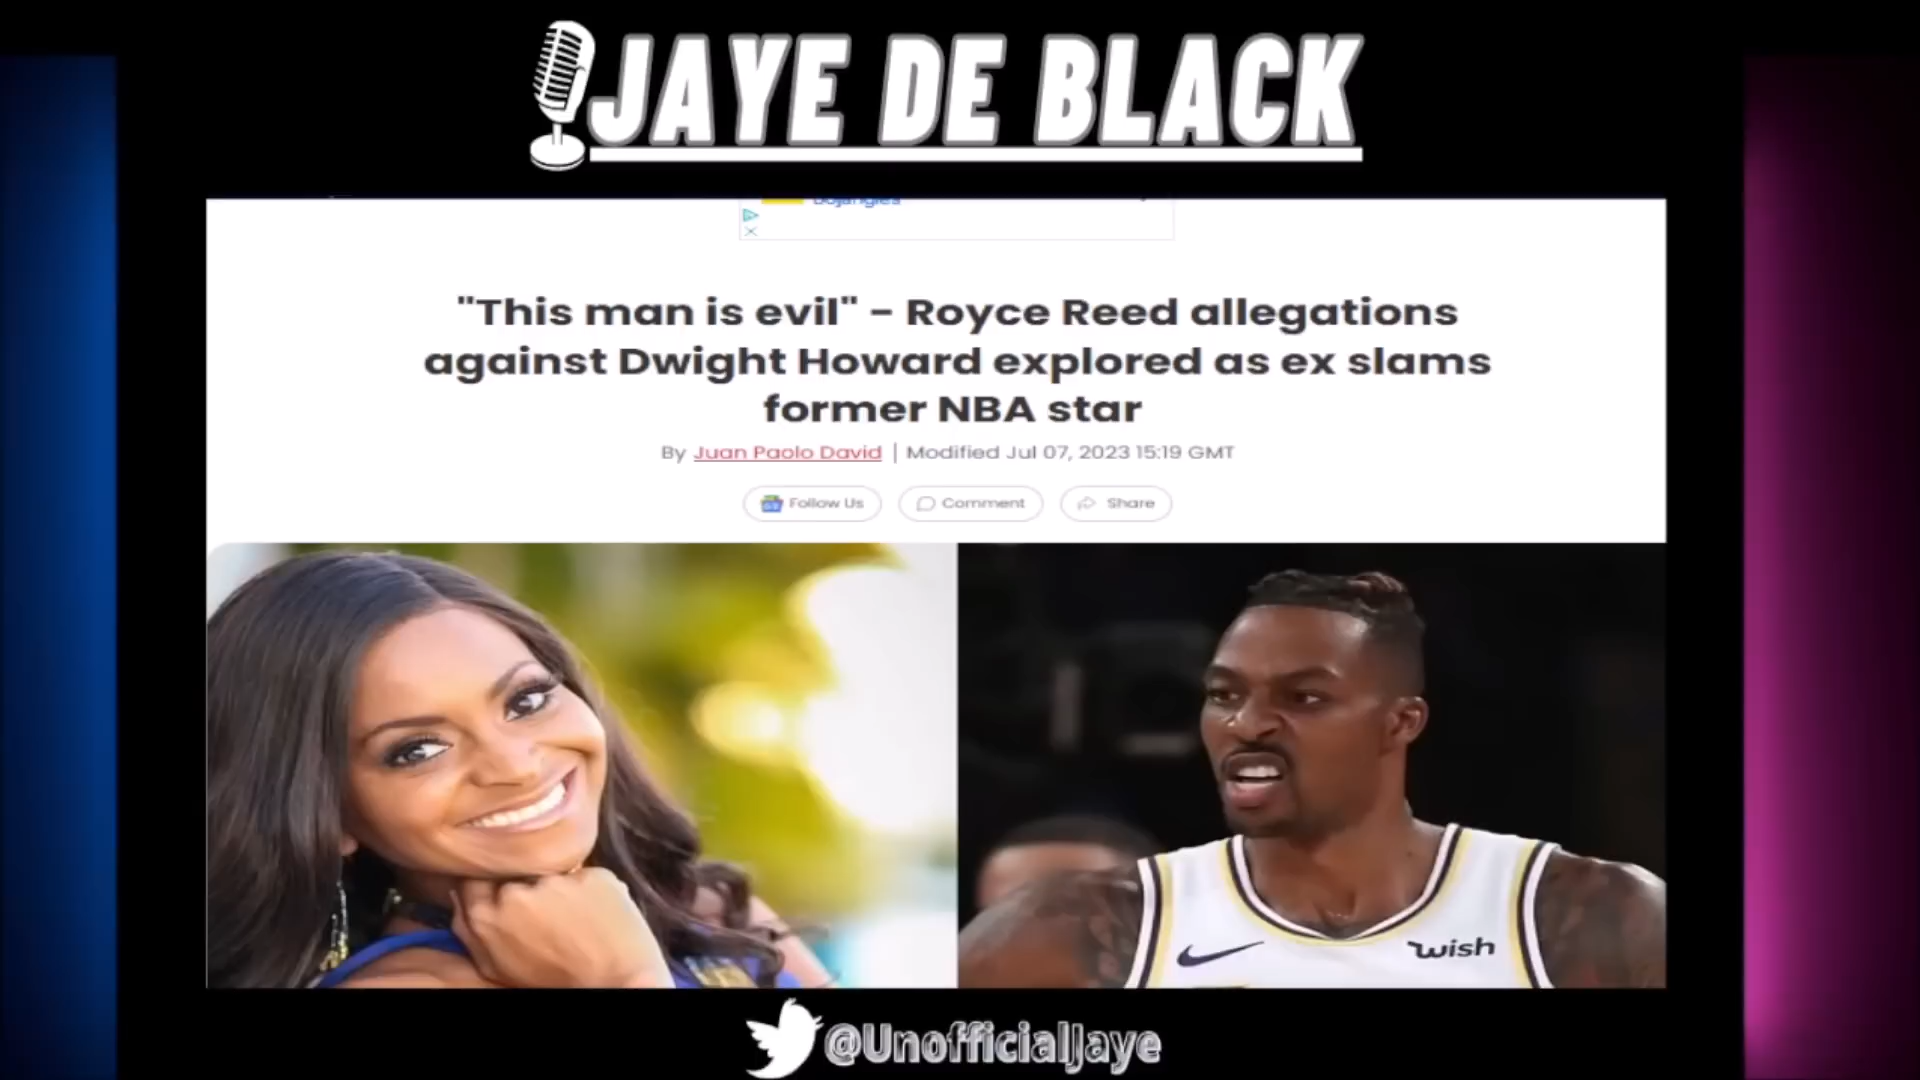 JAYE DE BLACK
Bojangles
"This man is evil" – Royce Reed allegations
against Dwight Howard explored as ex slams
former NBA star
By Juan Paolo David | Modified Jul 07, 2023 15:19 GMT
Follow Us Comment Share
wish
@UnofficialJaye